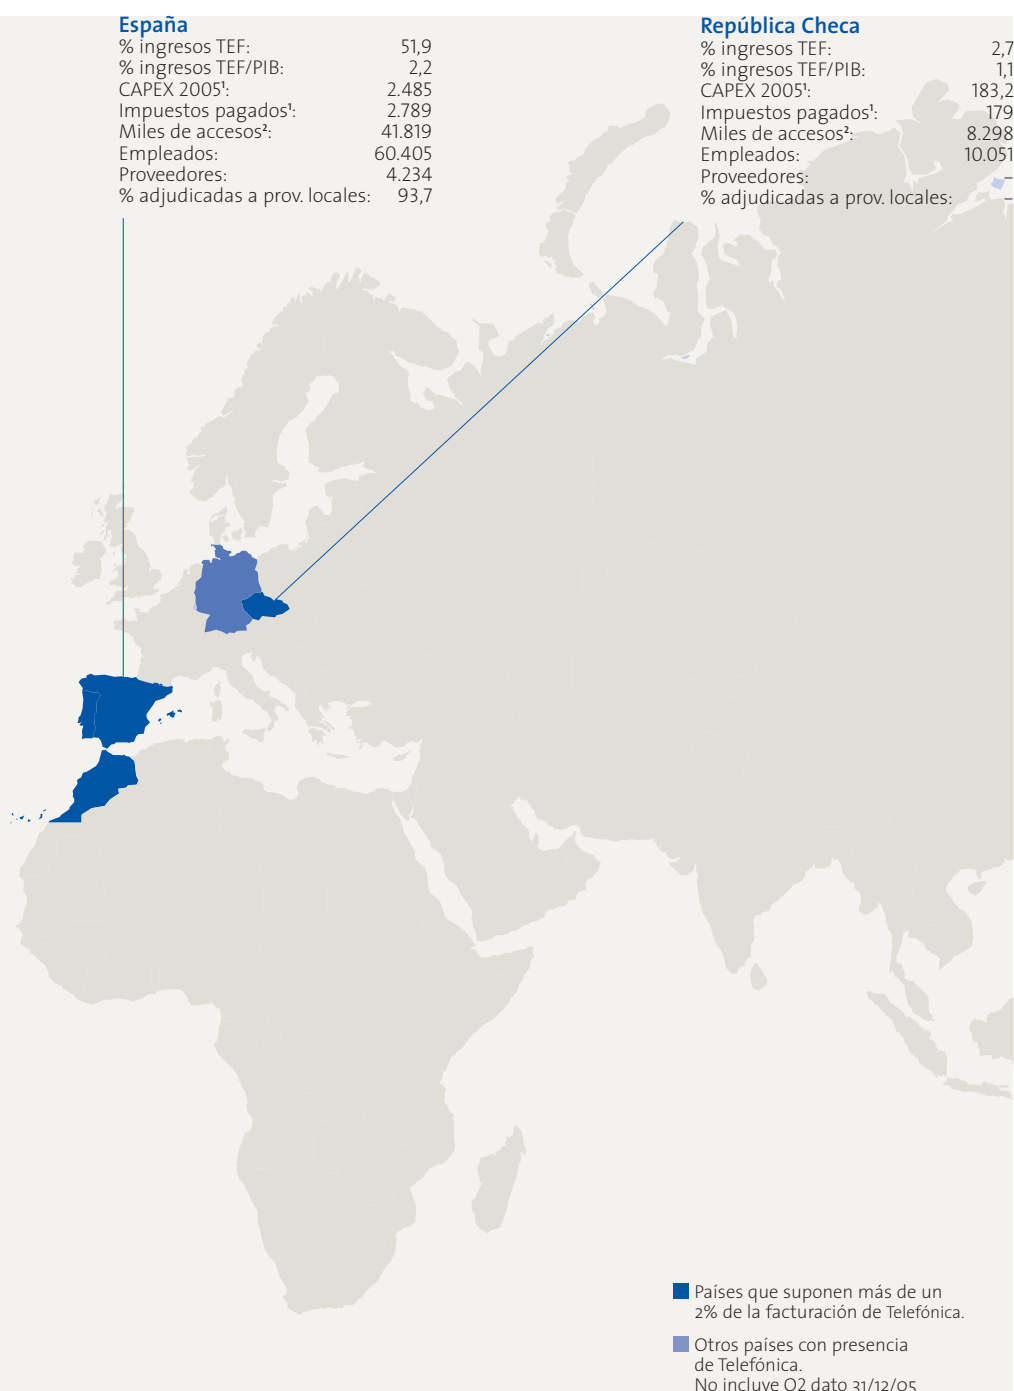 España
% ingresos TEF: 51,9
% ingresos TEF/PIB: 2,2
CAPEX 2005¹: 2.485
Impuestos pagados¹: 2.789
Miles de accesos²: 41.819
Empleados: 60.405
Proveedores: 4.234
% adjudicadas a prov. locales: 93,7
República Checa
% ingresos TEF: 2,7
% ingresos TEF/PIB: 1,1
CAPEX 2005¹: 183,2
Impuestos pagados¹: 179
Miles de accesos²: 8.298
Empleados: 10.051
Proveedores: –
% adjudicadas a prov. locales: –
Países que suponen más de un
2% de la facturación de Telefónica.
Otros países con presencia
de Telefónica.
No incluye O2 dato 31/12/05